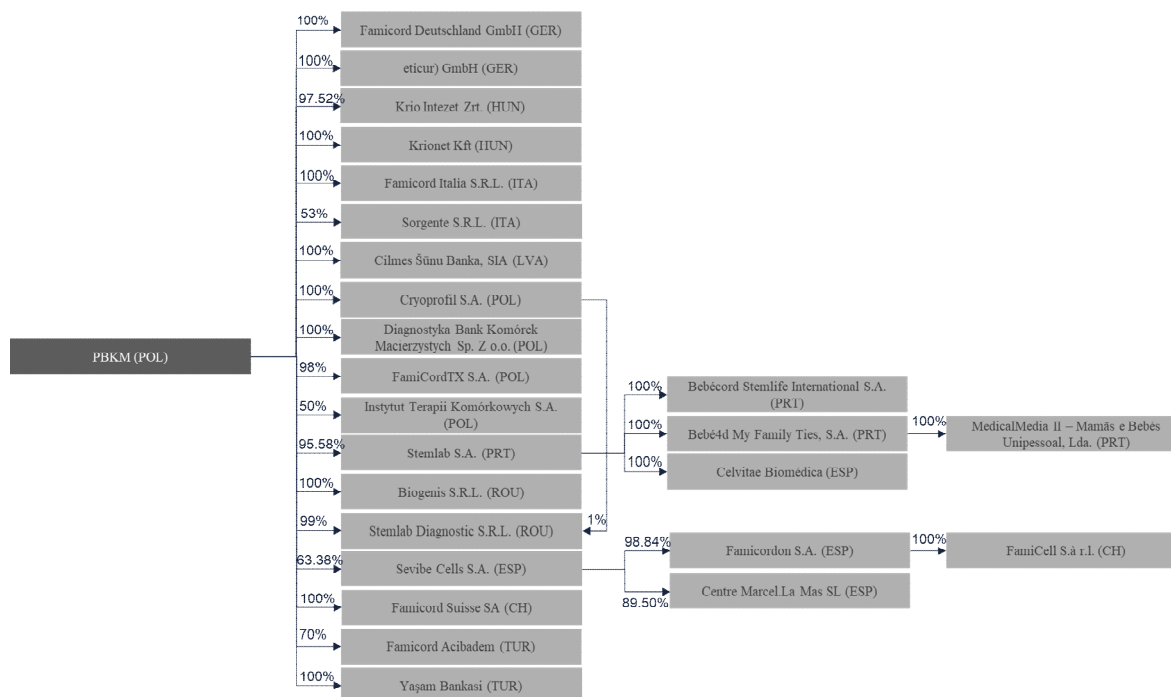 100%
Famicord Deutschland GmbH (GER)
100%
eticur) GmbH (GER)
97.52%
Krio Intezet Zrt. (HUN)
100%
Krionet Kft (HUN)
100%
Famicord Italia S.R.L. (ITA)
53%
Sorgente S.R.L. (ITA)
100%
Cilmes Šūnu Banka, SIA (LVA)
100%
Cryoprofil S.A. (POL)
100%
Diagnostyka Bank Komórek
Macierzystych Sp. Z o.o. (POL)
PBKM (POL)
98%
FamiCordTX S.A. (POL)
50%
Instytut Terapii Komórkowych S.A.
(POL)
95.58%
Stemlab S.A. (PRT)
100%
Bebécord Stemlife International S.A.
(PRT)
100%
Bebé4d My Family Ties, S.A. (PRT)
100%
MedicalMedia II – Mamãs e Bebés
Unipessoal, Lda. (PRT)
100%
Celvitae Biomédica (ESP)
100%
Biogenis S.R.L. (ROU)
99%
Stemlab Diagnostic S.R.L. (ROU)
1%
63.38%
Sevibe Cells S.A. (ESP)
98.84%
Famicordon S.A. (ESP)
100%
FamiCell S.à r.l. (CH)
89.50%
Centre Marcel.La Mas SL (ESP)
100%
Famicord Suisse SA (CH)
70%
Famicord Acibadem (TUR)
100%
Yaşam Bankasi (TUR)